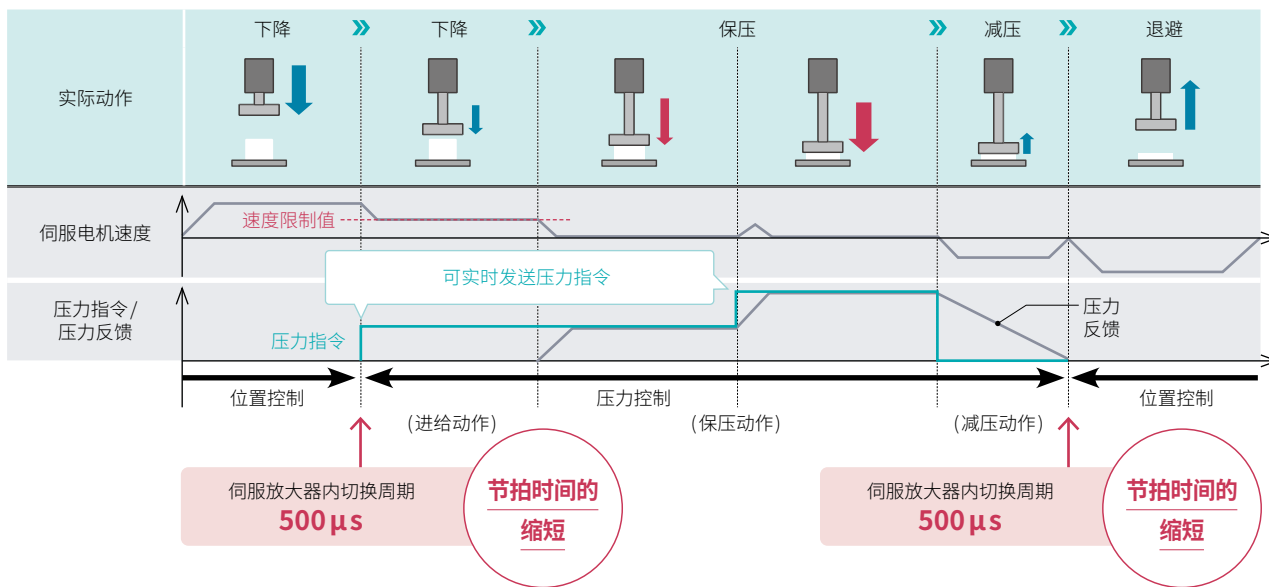 下降
下降
保压
减压
退避
实际动作
伺服电机速度
速度限制值
可实时发送压力指令
压力指令/
压力反馈
压力指令
压力
反馈
位置控制
压力控制
位置控制
(进给动作)
(保压动作)
(减压动作)
伺服放大器内切换周期
500μs
节拍时间的
缩短
伺服放大器内切换周期
500μs
节拍时间的
缩短